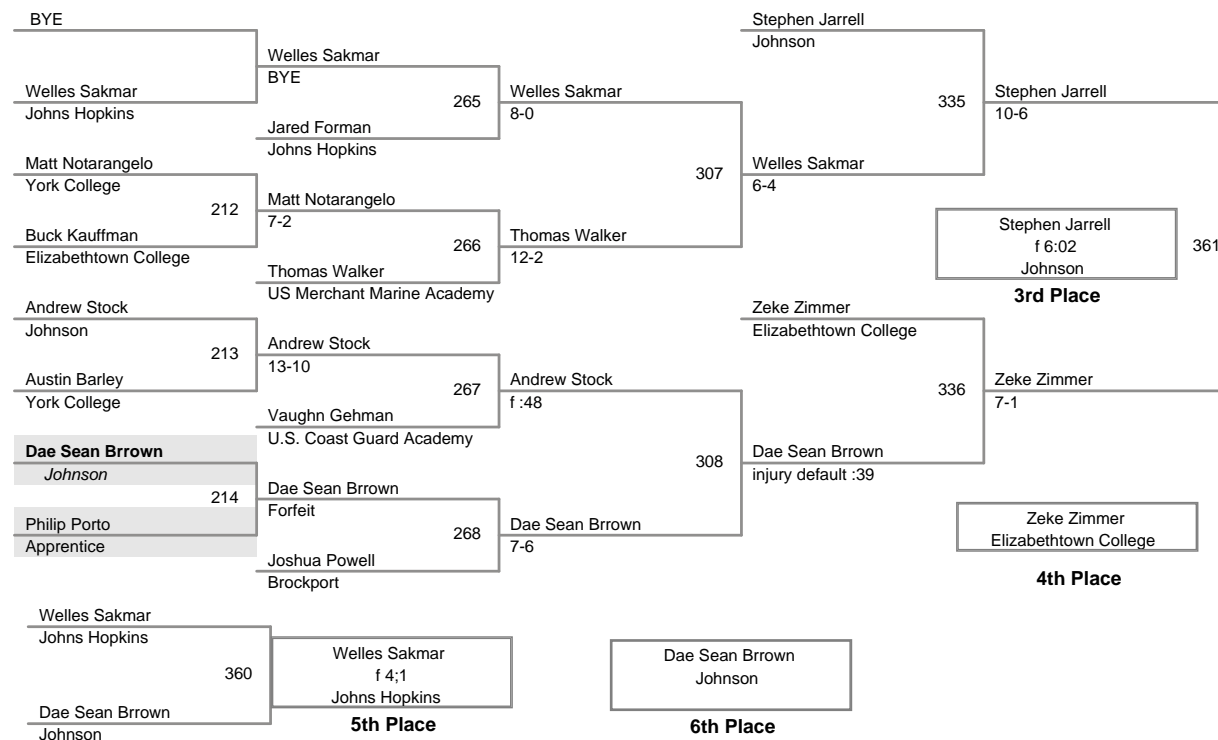 BYE
Welles Sakmar
Johns Hopkins
Matt Notarangelo
York College
212
Buck Kauffman
Elizabethtown College
Andrew Stock
Johnson
213
Austin Barley
York College
Dae Sean Brrown
Johnson
214
Philip Porto
Apprentice
Welles Sakmar
BYE
265
Jared Forman
Johns Hopkins
Matt Notarangelo
7-2
266
Thomas Walker
US Merchant Marine Academy
Andrew Stock
13-10
267
Vaughn Gehman
U.S. Coast Guard Academy
Dae Sean Brrown
Forfeit
268
Joshua Powell
Brockport
Welles Sakmar
8-0
307
Thomas Walker
12-2
Andrew Stock
f :48
308
Dae Sean Brrown
7-6
Stephen Jarrell
Johnson
335
Welles Sakmar
6-4
Zeke Zimmer
Elizabethtown College
336
Dae Sean Brrown
injury default :39
Stephen Jarrell
10-6
Stephen Jarrell
f 6:02
Johnson
361
3rd Place
Zeke Zimmer
7-1
Zeke Zimmer
Elizabethtown College
4th Place
Welles Sakmar
Johns Hopkins
360
Dae Sean Brrown
Johnson
Welles Sakmar
f 4;1
Johns Hopkins
5th Place
Dae Sean Brrown
Johnson
6th Place